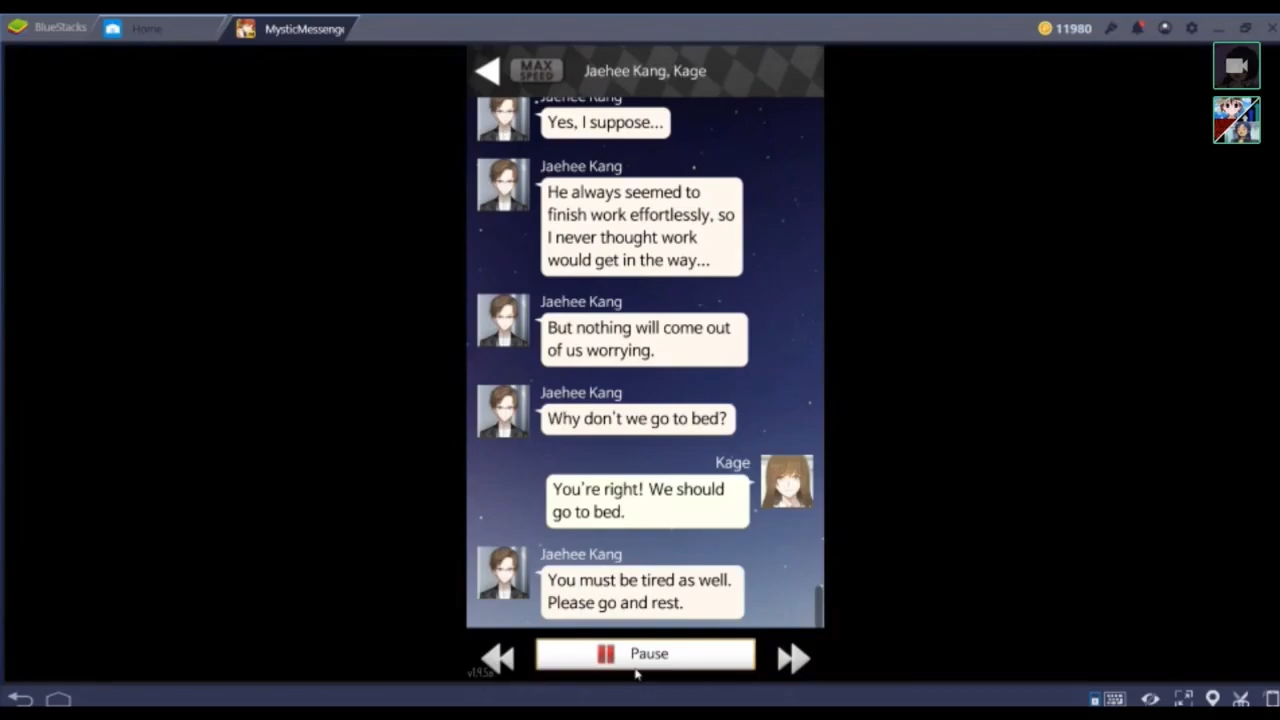 BlueStacks
Home
MysticMessenge
11980
MAX
SPEED
Jaehee Kang, Kage
Jaehee Kang
Yes, I suppose...
Jaehee Kang
He always seemed to
finish work effortlessly, so
I never thought work
would get in the way...
Jaehee Kang
But nothing will come out
of us worrying.
Jaehee Kang
Why don't we go to bed?
Kage
You're right! We should
go to bed.
Jaehee Kang
You must be tired as well.
Please go and rest.
Pause